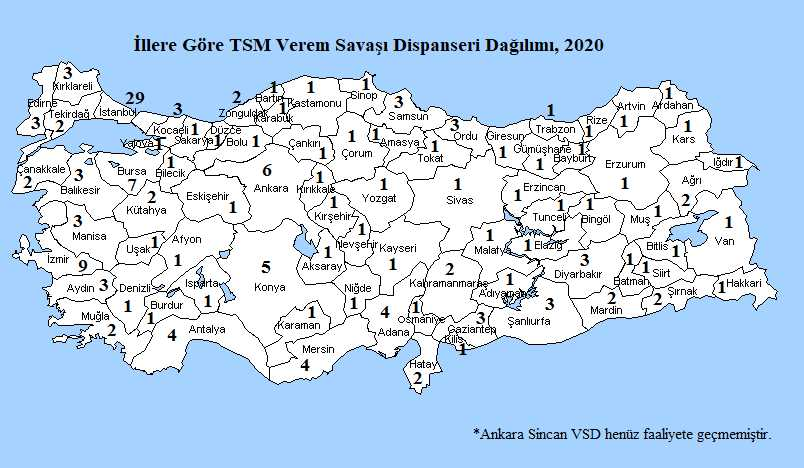 İllere Göre TSM Verem Savaşı Dispanseri Dağılımı, 2020
3
Kırklareli
Edirne
3
Tekirdağ
2
29
İstanbul
3
Kocaeli
Yalova
1
1
Sakarya
Düzce
1
Bolu
1
2
Zonguldak
1
Bartın
Karabük
1
1
Kastamonu
1
Sinop
3
Samsun
Çankırı
1
Çorum
1
Amasya
1
Tokat
1
3
Ordu
Giresun
1
1
Trabzon
Gümüşhane
1
Rize
1
Bayburt
1
Artvin
1
1
Ardahan
1
Kars
Iğdır
1
Ağrı
2
Erzurum
1
Çanakkale
2
3
Balıkesir
Bursa
7
1
Bilecik
2
Kütahya
Eskişehir
1
6
Ankara
Kırıkkale
1
Kırşehir
1
1
Yozgat
1
Sivas
Erzincan
1
Tunceli
1
1
Bingöl
Muş
1
1
Van
Bitlis
1
3
Manisa
Uşak
1
Afyon
1
İzmir
9
Aydın
3
Denizli
1
Burdur
1
Isparta
1
Muğla
2
4
Antalya
5
Konya
1
Aksaray
Nevşehir
1
Niğde
1
Kayseri
1
1
Karaman
Mersin
4
4
Adana
Osmaniye
1
2
Kahramanmaraş
1
Malatya
Elazığ
1
1
Adıyaman
3
Gaziantep
Kilis
1
Hatay
2
3
Şanlıurfa
3
Diyarbakır
2
Mardin
1
Batman
1
Siirt
2
Şırnak
1
Hakkari
*Ankara Sincan VSD henüz faaliyete geçmemiştir.